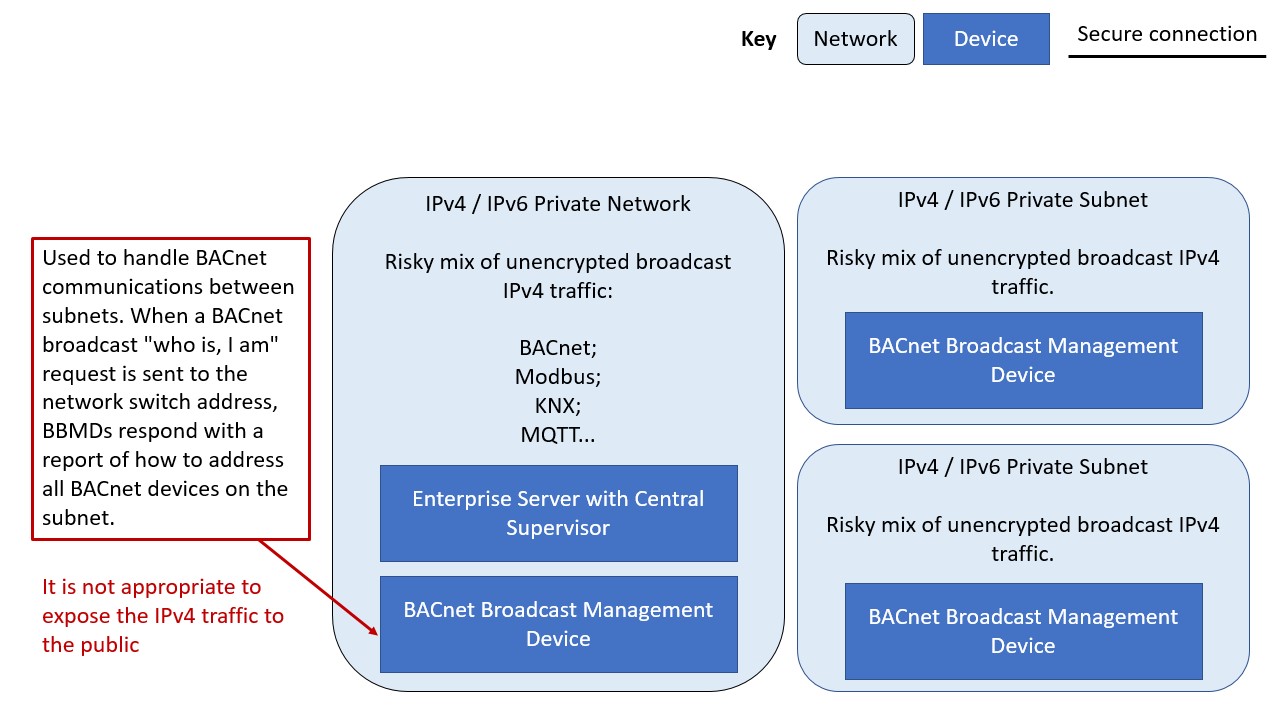 Key
Network
Device
Secure connection
Used to handle BACnet
communications between
subnets. When a BACnet
broadcast "who is, I am"
request is sent to the
network switch address,
BBMDs respond with a
report of how to address
all BACnet devices on the
subnet.
It is not appropriate to
expose the IPv4 traffic to
the public
IPv4 / IPv6 Private Network
Risky mix of unencrypted broadcast
IPv4 traffic:
BACnet;
Modbus;
KNX;
MQTT...
Enterprise Server with Central
Supervisor
BACnet Broadcast Management
Device
IPv4 / IPv6 Private Subnet
Risky mix of unencrypted broadcast IPv4
traffic.
BACnet Broadcast Management
Device
IPv4 / IPv6 Private Subnet
Risky mix of unencrypted broadcast IPv4
traffic.
BACnet Broadcast Management
Device